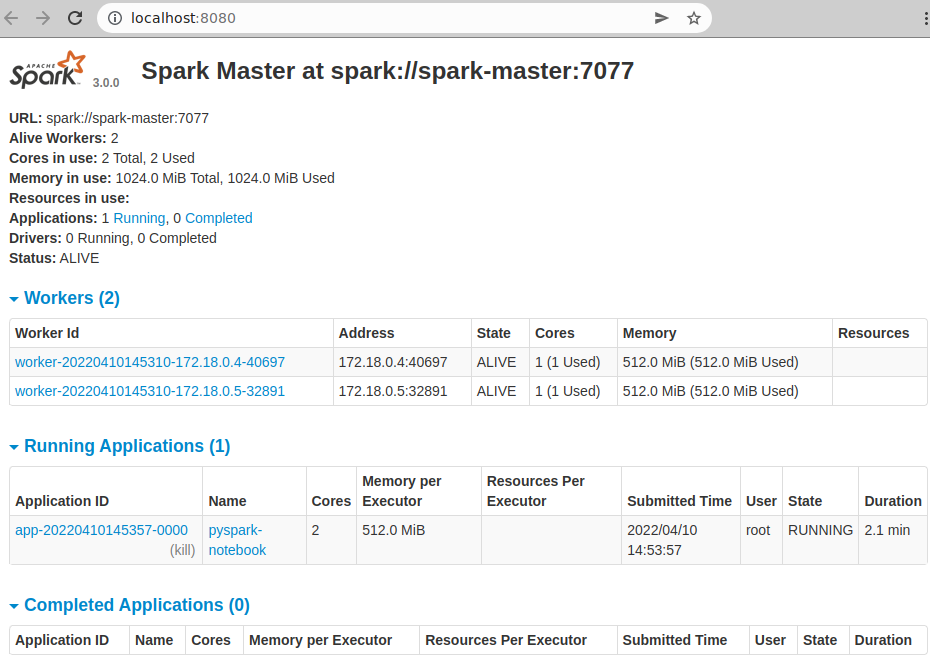 localhost:8080
APACHE
Spark 3.0.0 Spark Master at spark://spark-master:7077
URL: spark://spark-master:7077
Alive Workers: 2
Cores in use: 2 Total, 2 Used
Memory in use: 1024.0 MiB Total, 1024.0 MiB Used
Resources in use:
Applications: 1 Running, 0 Completed
Drivers: 0 Running, 0 Completed
Status: ALIVE
Workers (2)
Worker Id Address State Cores Memory Resources
worker-20220410145310-172.18.0.4-40697 172.18.0.4:40697 ALIVE 1 (1 Used) 512.0 MiB (512.0 MiB Used)
worker-20220410145310-172.18.0.5-32891 172.18.0.5:32891 ALIVE 1 (1 Used) 512.0 MiB (512.0 MiB Used)
Running Applications (1)
Memory per Resources Per
Application ID Name Cores Executor Executor Submitted Time User State Duration
app-20220410145357-0000 pyspark- 2 512.0 MiB 2022/04/10 root RUNNING 2.1 min
(kill) notebook 14:53:57
Completed Applications (0)
Application ID Name Cores Memory per Executor Resources Per Executor Submitted Time User State Duration